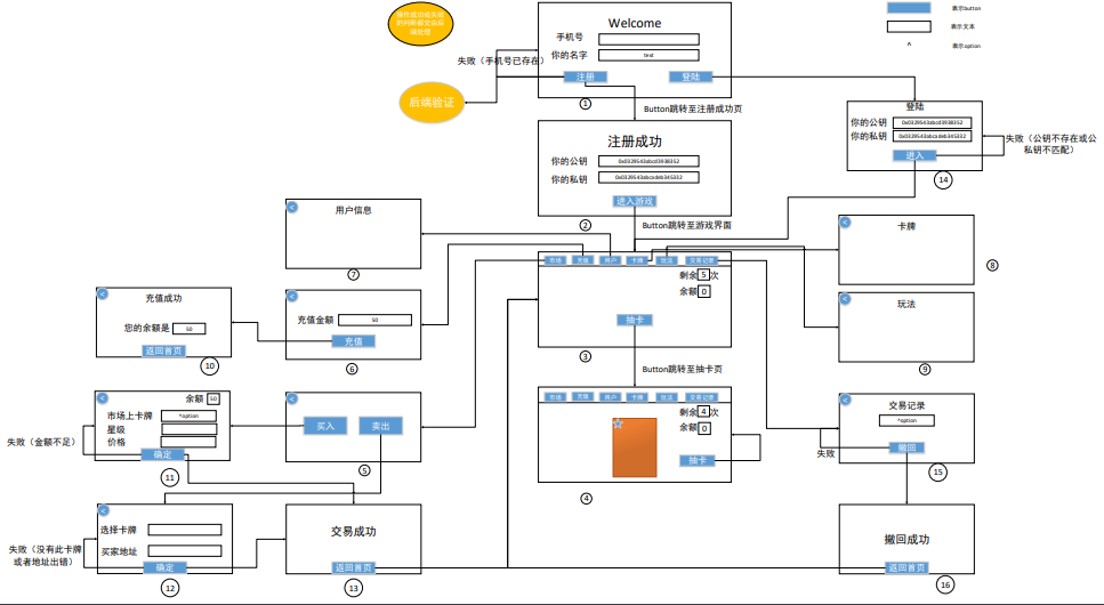 操作成功或失败
的判断都交由后
端处理
Welcome
手机号
你的名字 text
注册 登陆
失败（手机号已存在）
后端验证
①
Button跳转至注册成功页
表示button
表示文本
^ 表示option
登陆
你的公钥 0x0329543abcd3938352
你的私钥 0x0329543abcadeb345332
进入
失败（公钥不存在或公
私钥不匹配）
14
注册成功
你的公钥 0x0329543abcd3938352
你的私钥 0x0329543abcadeb345332
进入游戏
②
Button跳转至游戏界面
<
用户信息
⑦
<
卡牌
⑧
市场 充值 用户 卡牌 玩法 交易记录
剩余 5 次
余额 0
抽卡
③
Button跳转至抽卡页
<
玩法
⑨
<
充值成功
您的余额是 50
返回首页
⑩
<
充值金额 50
充值
⑥
<
余额 50
市场上卡牌 ^option
星级
价格
确定
失败（金额不足）
⑪
<
买入 卖出
⑤
市场 充值 用户 卡牌 玩法 交易记录
剩余 4 次
余额 0
抽卡
④
<
交易记录
^option
撤回
失败
⑮
<
选择卡牌
买家地址
确定
失败（没有此卡牌
或者地址出错）
⑫
交易成功
返回首页
⑬
撤回成功
返回首页
⑯